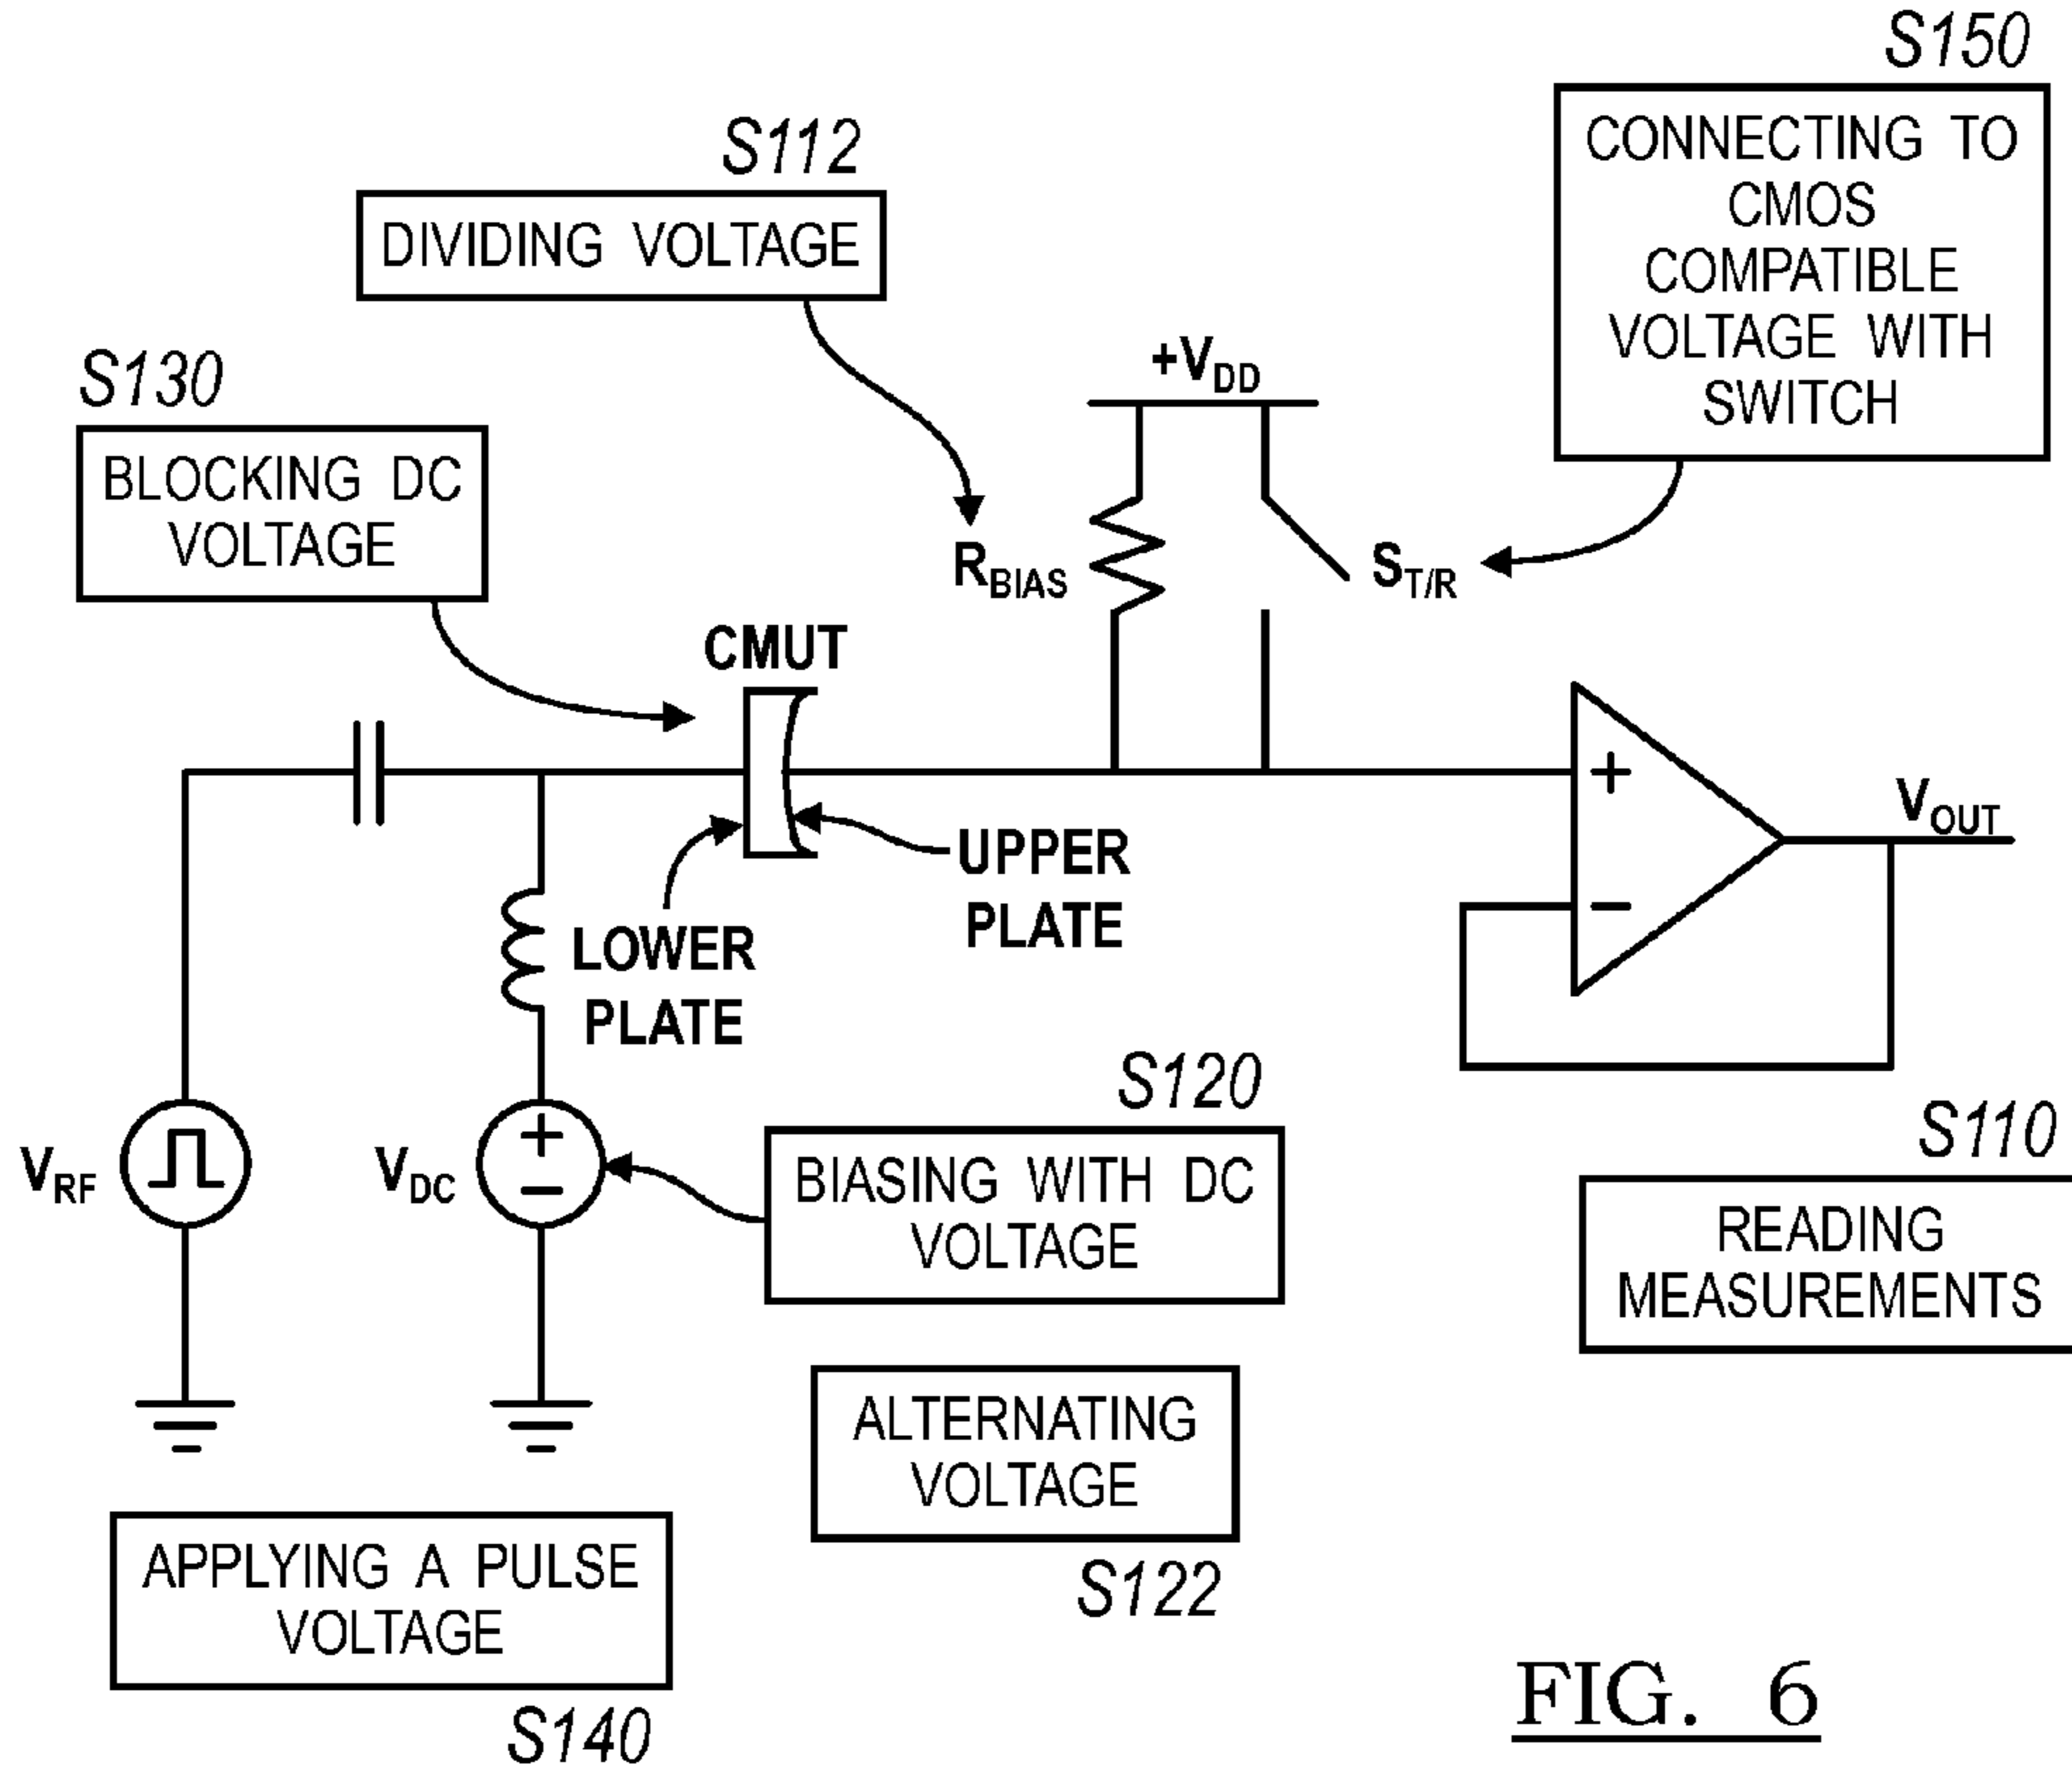 S150
CONNECTING TO
CMOS
COMPATIBLE
VOLTAGE WITH
SWITCH
S112
DIVIDING VOLTAGE
S130
BLOCKING DC
VOLTAGE
+VDD
RBIAS
ST/R
CMUT
UPPER
PLATE
LOWER
PLATE
+
−
VOUT
VRF
VDC
+
−
S120
BIASING WITH DC
VOLTAGE
S110
READING
MEASUREMENTS
ALTERNATING
VOLTAGE
S122
APPLYING A PULSE
VOLTAGE
S140
FIG. 6